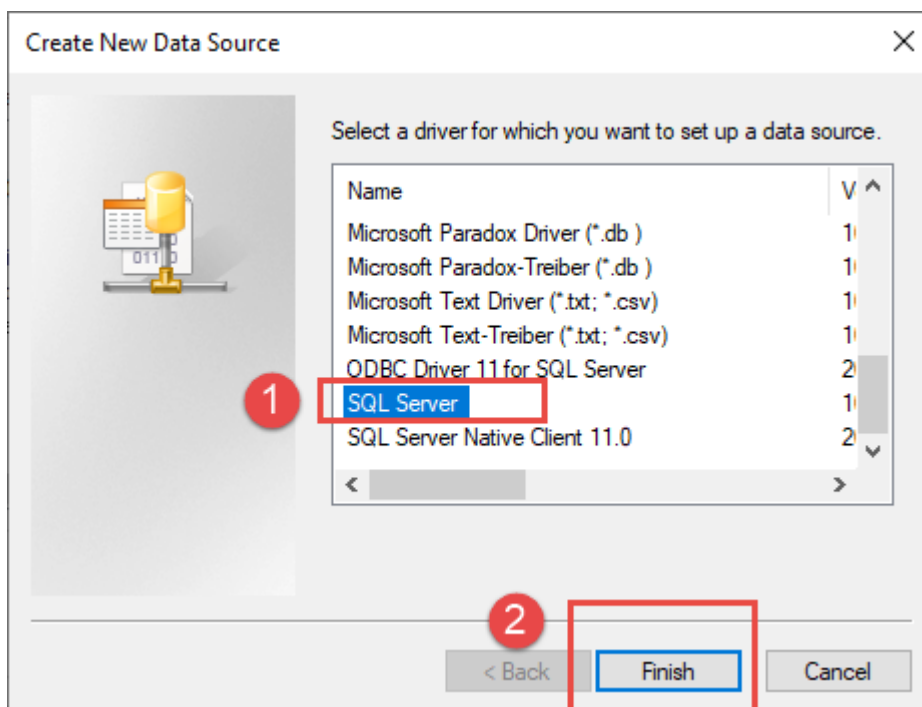 Create New Data Source
Select a driver for which you want to set up a data source.
Name
Microsoft Paradox Driver (*.db )
Microsoft Paradox-Treiber (*.db )
Microsoft Text Driver (*.txt; *.csv)
Microsoft Text-Treiber (*.txt; *.csv)
ODBC Driver 11 for SQL Server
1
SQL Server
SQL Server Native Client 11.0
2
< Back
Finish
Cancel